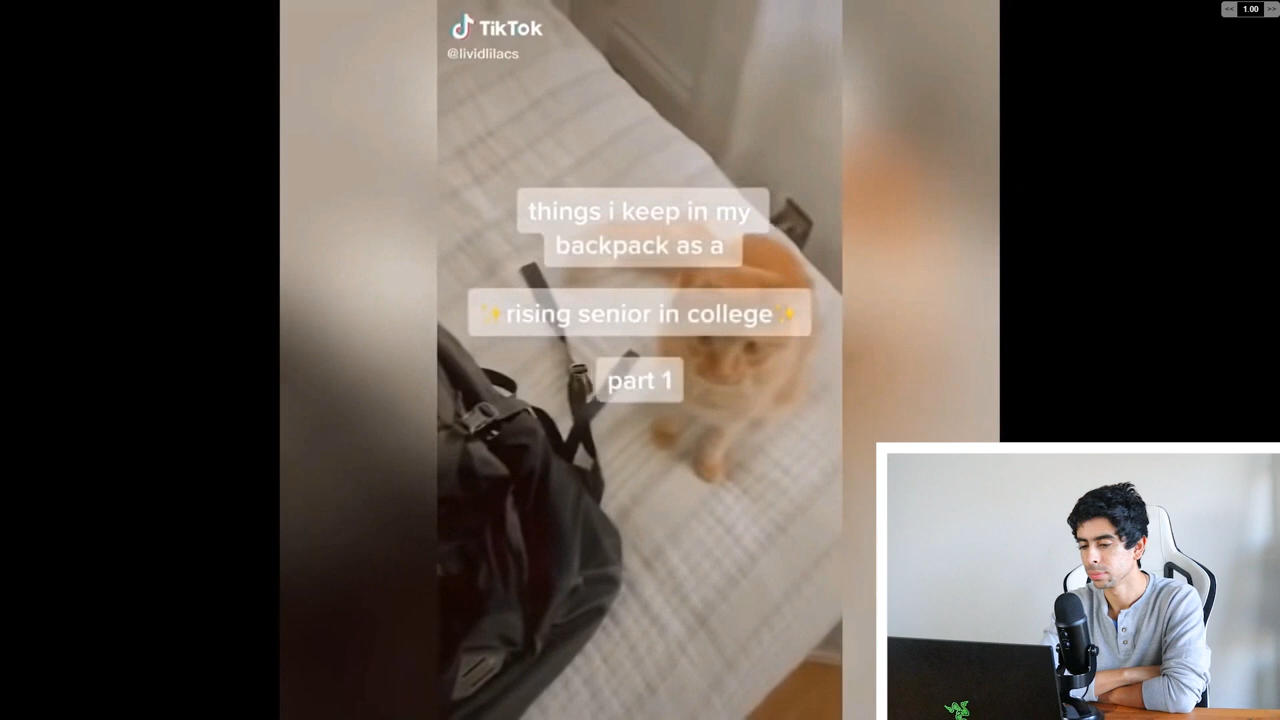 TikTok
@lividlilacs
<< 1.00 >>
things i keep in my
backpack as a
✨rising senior in college✨
part 1